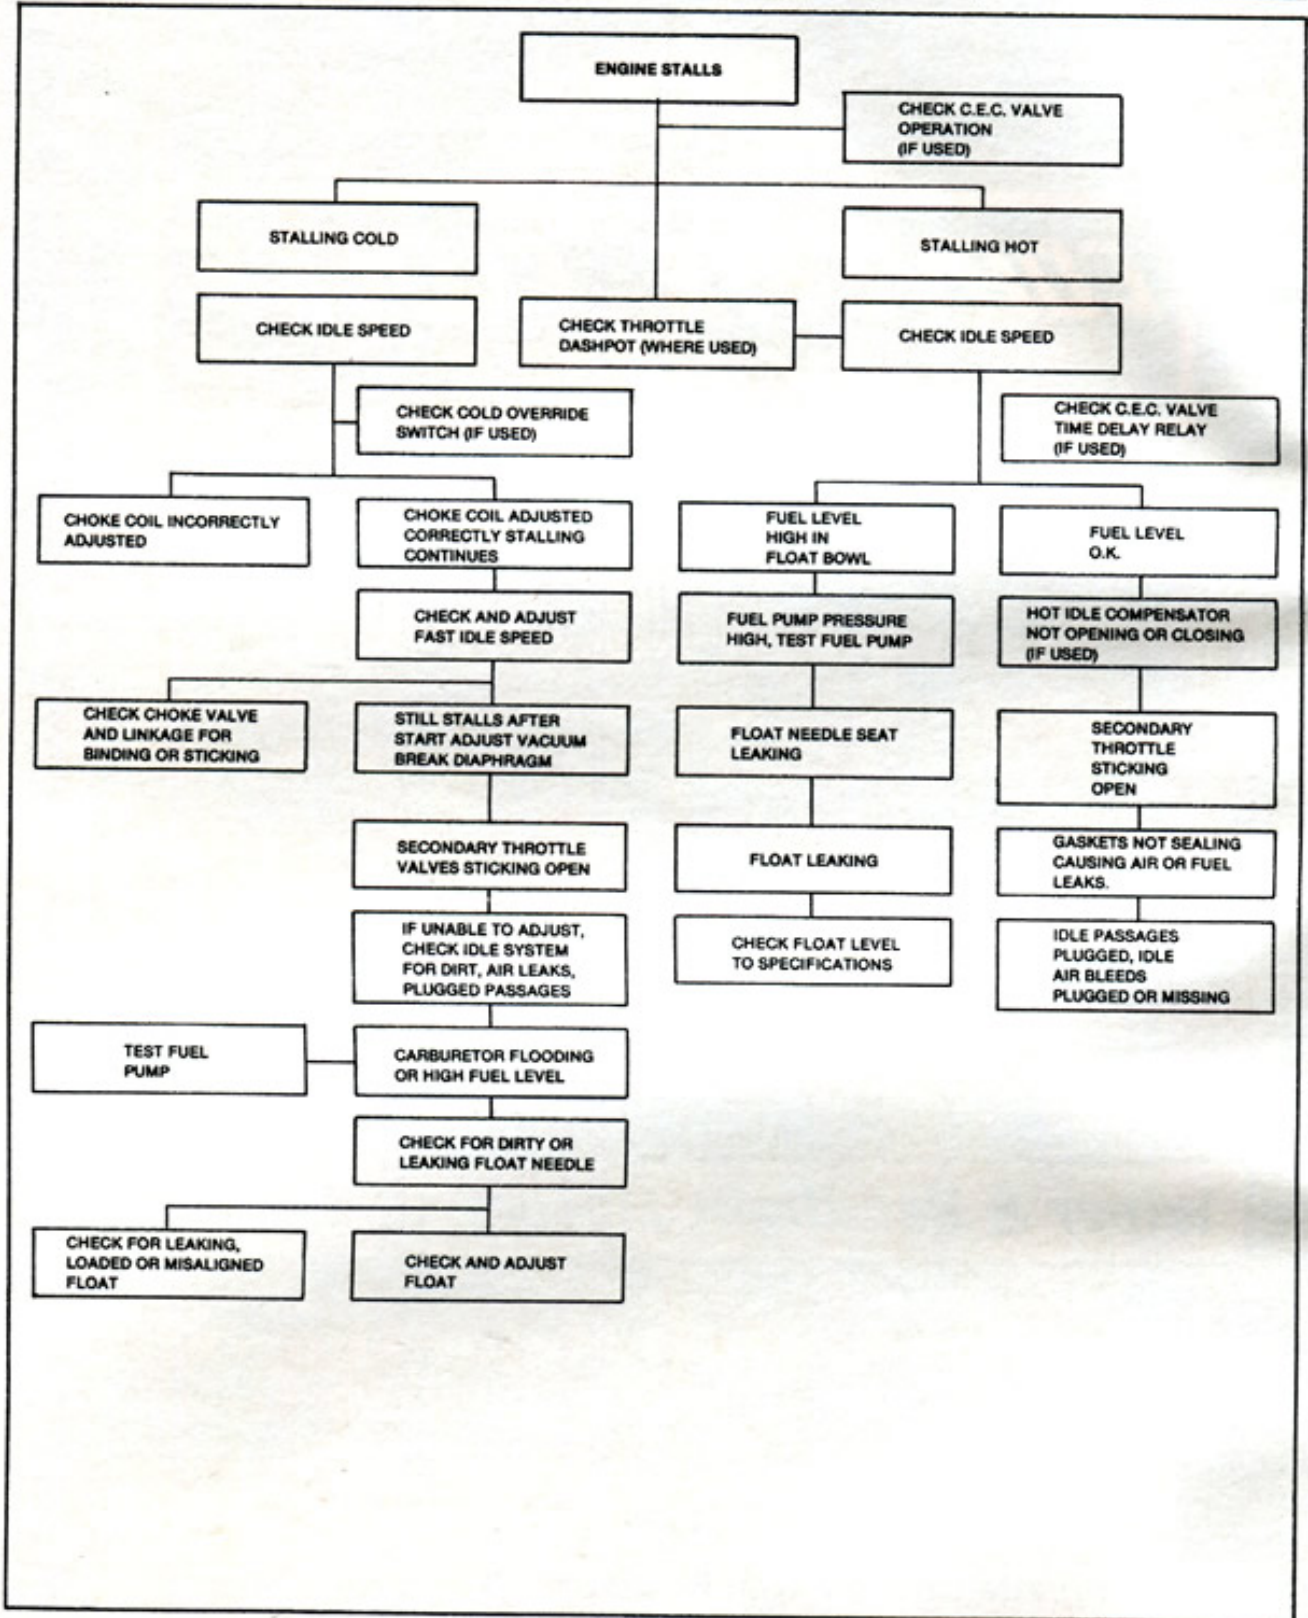 ENGINE STALLS
CHECK C.E.C. VALVE
OPERATION
(IF USED)
STALLING COLD
STALLING HOT
CHECK IDLE SPEED
CHECK THROTTLE
DASHPOT (WHERE USED)
CHECK IDLE SPEED
CHECK COLD OVERRIDE
SWITCH (IF USED)
CHECK C.E.C. VALVE
TIME DELAY RELAY
(IF USED)
CHOKE COIL INCORRECTLY
ADJUSTED
CHOKE COIL ADJUSTED
CORRECTLY STALLING
CONTINUES
FUEL LEVEL
HIGH IN
FLOAT BOWL
FUEL LEVEL
O.K.
CHECK AND ADJUST
FAST IDLE SPEED
FUEL PUMP PRESSURE
HIGH, TEST FUEL PUMP
HOT IDLE COMPENSATOR
NOT OPENING OR CLOSING
(IF USED)
CHECK CHOKE VALVE
AND LINKAGE FOR
BINDING OR STICKING
STILL STALLS AFTER
START ADJUST VACUUM
BREAK DIAPHRAGM
FLOAT NEEDLE SEAT
LEAKING
SECONDARY
THROTTLE
STICKING
OPEN
SECONDARY THROTTLE
VALVES STICKING OPEN
FLOAT LEAKING
GASKETS NOT SEALING
CAUSING AIR OR FUEL
LEAKS.
IF UNABLE TO ADJUST,
CHECK IDLE SYSTEM
FOR DIRT, AIR LEAKS,
PLUGGED PASSAGES
CHECK FLOAT LEVEL
TO SPECIFICATIONS
IDLE PASSAGES
PLUGGED, IDLE
AIR BLEEDS
PLUGGED OR MISSING
TEST FUEL
PUMP
CARBURETOR FLOODING
OR HIGH FUEL LEVEL
CHECK FOR DIRTY OR
LEAKING FLOAT NEEDLE
CHECK FOR LEAKING,
LOADED OR MISALIGNED
FLOAT
CHECK AND ADJUST
FLOAT